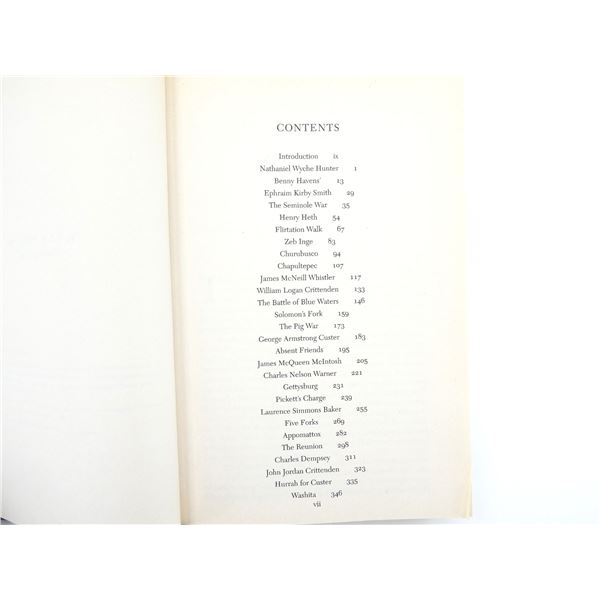 CONTENTS
Introduction ix
Nathaniel Wyche Hunter 1
Benny Havens' 13
Ephraim Kirby Smith 29
The Seminole War 35
Henry Heth 54
Flirtation Walk 67
Zeb Inge 83
Churubusco 94
Chapultepec 107
James McNeill Whistler 117
William Logan Crittenden 133
The Battle of Blue Waters 146
Solomon's Fork 159
The Pig War 173
George Armstrong Custer 183
Absent Friends 195
James McQueen McIntosh 205
Charles Nelson Warner 221
Gettysburg 231
Pickett's Charge 239
Laurence Simmons Baker 255
Five Forks 269
Appomattos 282
The Reunion 298
Charles Dempsey 311
John Jordan Crittenden 323
Hurrah for Custer 335
Washita 346
vii